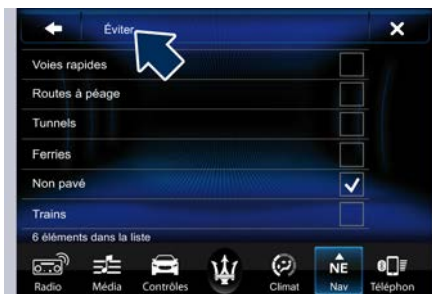 Éviter
Voies rapides
Routes à péage
Tunnels
Ferries
Non pavé
Trains
6 éléments dans la liste
NE
Radio Média Contrôles Climat Nav Téléphon